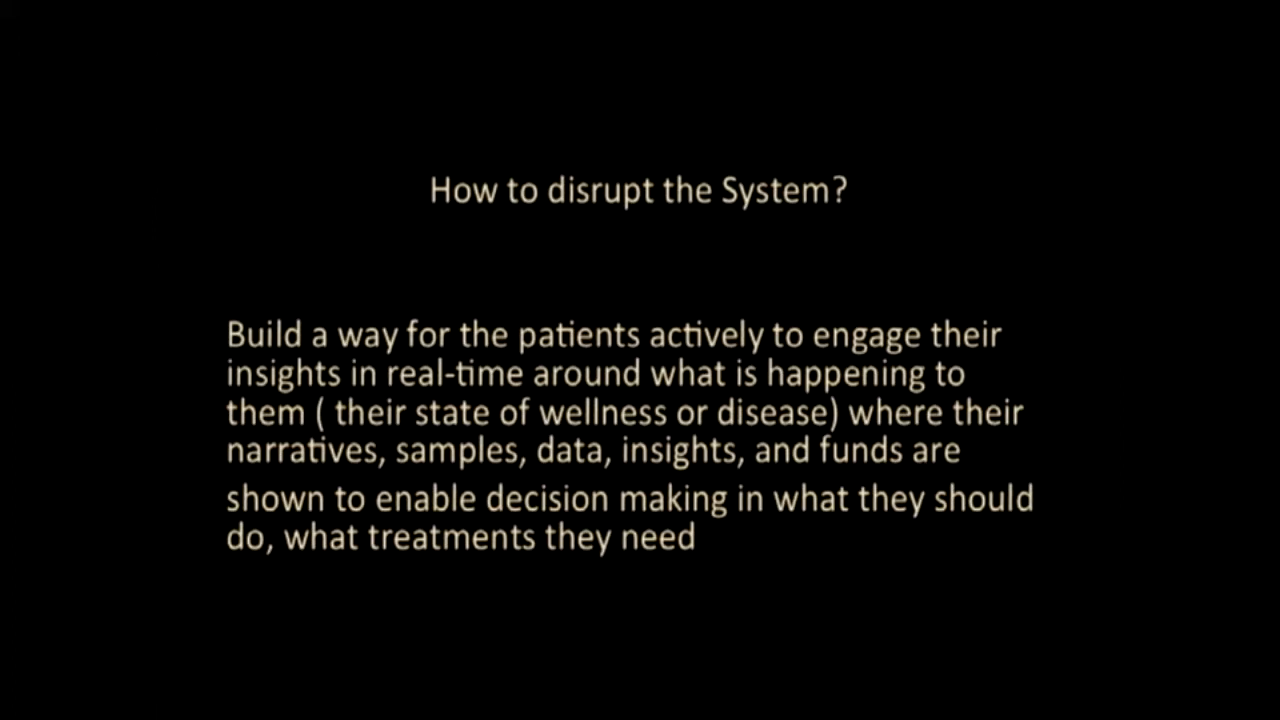 How to disrupt the System?
Build a way for the patients actively to engage their
insights in real-time around what is happening to
them ( their state of wellness or disease) where their
narratives, samples, data, insights, and funds are
shown to enable decision making in what they should
do, what treatments they need